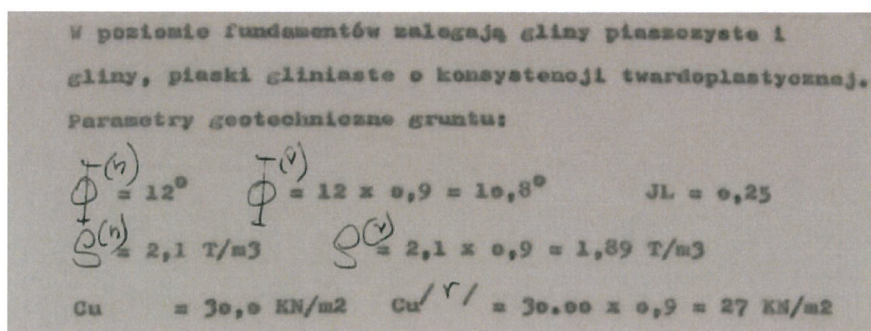 W poziomie fundamentów zalegają gliny piaszczyste i
gliny, piaski gliniaste o konsystencji twardoplastycznej.
Parametry geotechniczne gruntu:
Φ(n) = 12° Φ(r) = 12 x 0,9 = 10,8° JL = 0,25
ρ(n) = 2,1 T/m3 ρ(r) = 2,1 x 0,9 = 1,89 T/m3
Cu = 30,0 KN/m2 Cu/r/ = 30.00 x 0,9 = 27 KN/m2